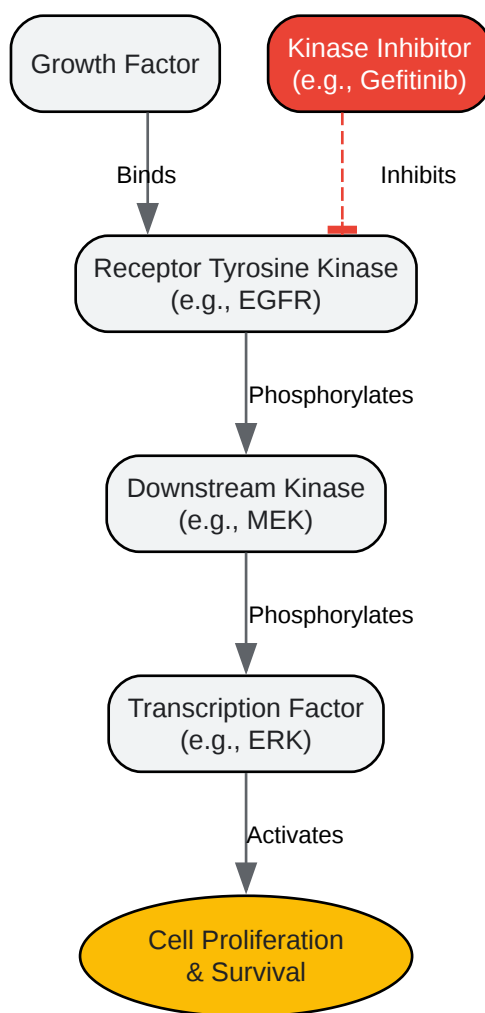 Growth Factor
Kinase Inhibitor
(e.g., Gefitinib)
Binds
Inhibits
Receptor Tyrosine Kinase
(e.g., EGFR)
Phosphorylates
Downstream Kinase
(e.g., MEK)
Phosphorylates
Transcription Factor
(e.g., ERK)
Activates
Cell Proliferation
& Survival